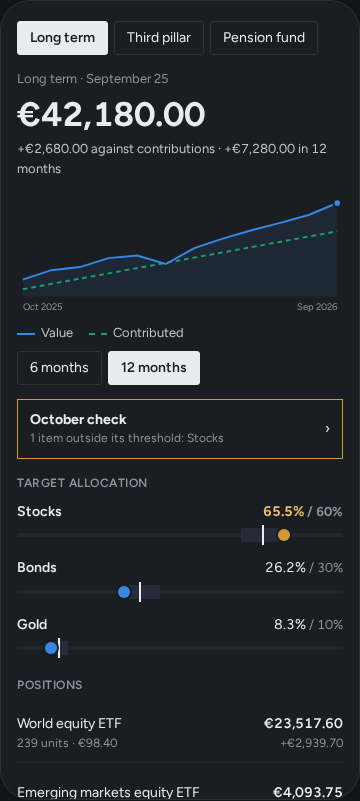 Long term
Third pillar
Pension fund
Long term · September 25
€42,180.00
+€2,680.00 against contributions · +€7,280.00 in 12
months
Oct 2025
Sep 2026
Value
Contributed
6 months
12 months
October check
1 item outside its threshold: Stocks
›
TARGET ALLOCATION
Stocks
65.5% / 60%
Bonds
26.2% / 30%
Gold
8.3% / 10%
POSITIONS
World equity ETF
€23,517.60
239 units · €98.40
+€2,939.70
Emerging markets equity ETF
€4,093.75